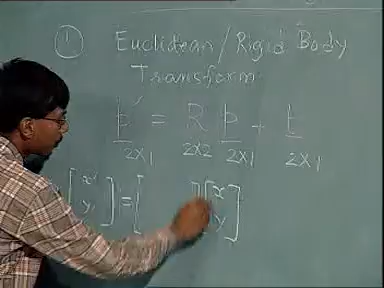 ① Euclidean / Rigid Body
Transform
p' = R p + t
2x1 2x2 2x1 2x1
[x' y'] = [ ] [x y]